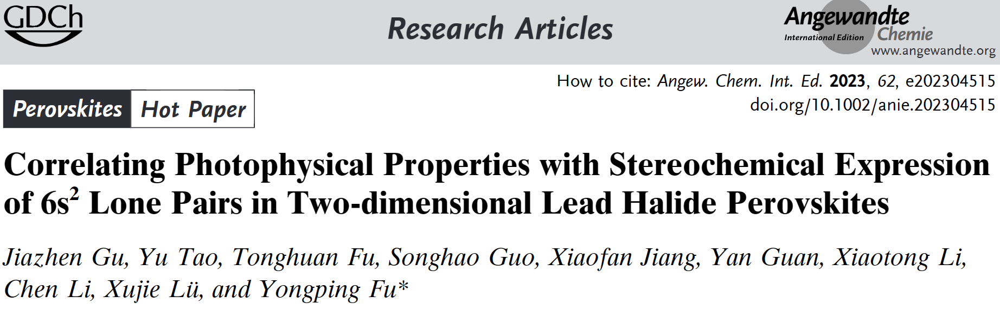 GDCh
Research Articles
Angewandte
International Edition Chemie
www.angewandte.org
How to cite: Angew. Chem. Int. Ed. 2023, 62, e202304515
doi.org/10.1002/anie.202304515
Perovskites Hot Paper
Correlating Photophysical Properties with Stereochemical Expression
of 6s² Lone Pairs in Two-dimensional Lead Halide Perovskites
Jiazhen Gu, Yu Tao, Tonghuan Fu, Songhao Guo, Xiaofan Jiang, Yan Guan, Xiaotong Li,
Chen Li, Xujie Lü, and Yongping Fu*